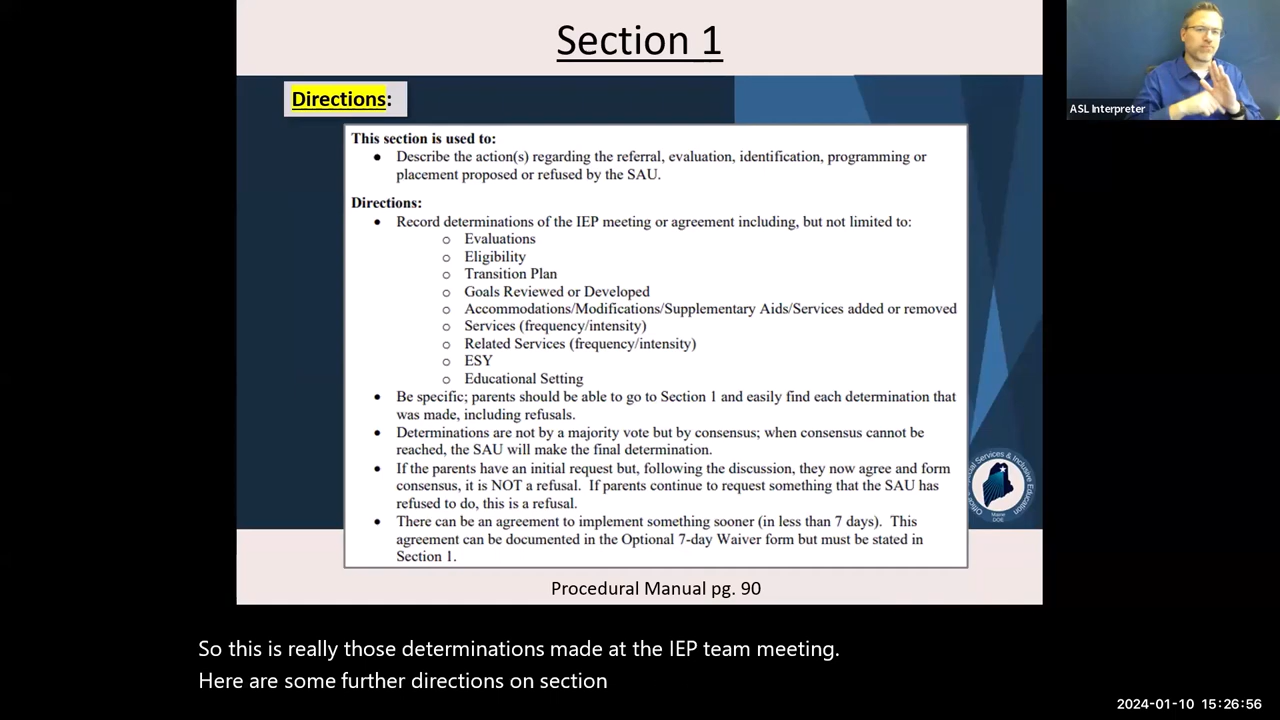 Section 1
ASL Interpreter
Directions:
This section is used to:
• Describe the action(s) regarding the referral, evaluation, identification, programming or
placement proposed or refused by the SAU.
Directions:
• Record determinations of the IEP meeting or agreement including, but not limited to:
o Evaluations
o Eligibility
o Transition Plan
o Goals Reviewed or Developed
o Accommodations/Modifications/Supplementary Aids/Services added or removed
o Services (frequency/intensity)
o Related Services (frequency/intensity)
o ESY
o Educational Setting
• Be specific; parents should be able to go to Section 1 and easily find each determination that
was made, including refusals.
• Determinations are not by a majority vote but by consensus; when consensus cannot be
reached, the SAU will make the final determination.
• If the parents have an initial request but, following the discussion, they now agree and form
consensus, it is NOT a refusal.  If parents continue to request something that the SAU has
refused to do, this is a refusal.
• There can be an agreement to implement something sooner (in less than 7 days).  This
agreement can be documented in the Optional 7-day Waiver form but must be stated in
Section 1.
Services & Inclusive Education
Office
Maine
DOE
Procedural Manual pg. 90
So this is really those determinations made at the IEP team meeting.
Here are some further directions on section
2024-01-10 15:26:56